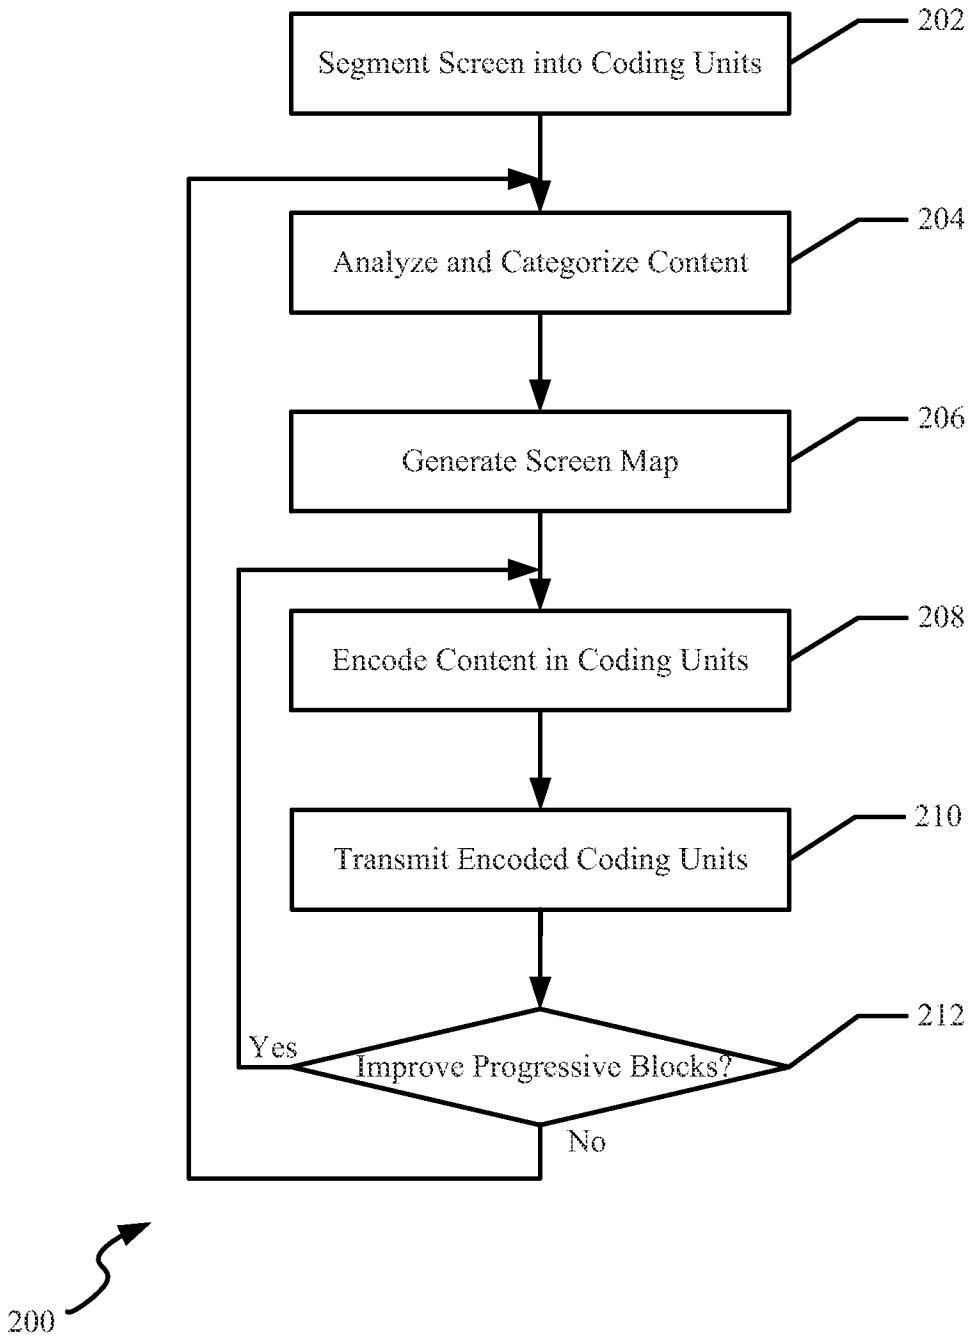 Segment Screen into Coding Units
202
Analyze and Categorize Content
204
Generate Screen Map
206
Encode Content in Coding Units
208
Transmit Encoded Coding Units
210
Improve Progressive Blocks?
212
Yes
No
200